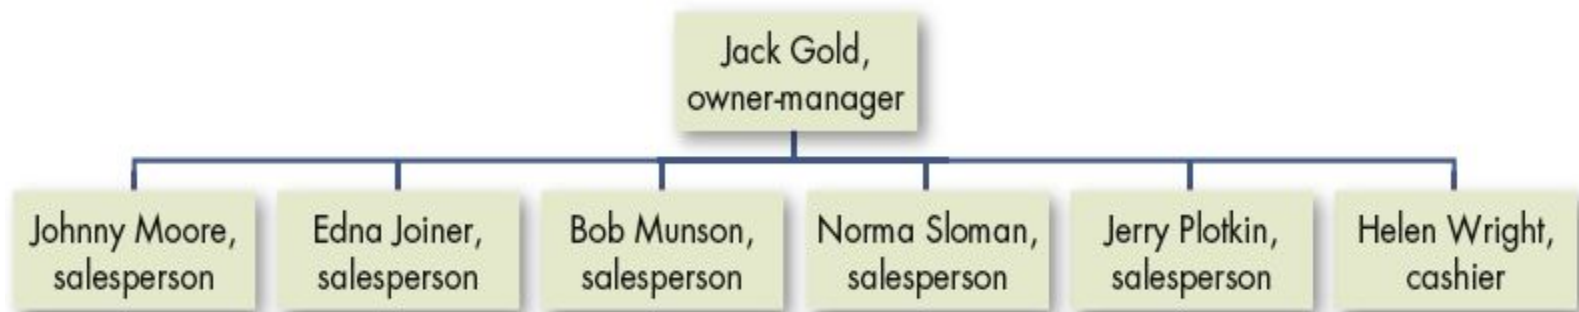 Jack Gold,
owner-manager
Johnny Moore,
salesperson
Edna Joiner,
salesperson
Bob Munson,
salesperson
Norma Sloman,
salesperson
Jerry Plotkin,
salesperson
Helen Wright,
cashier